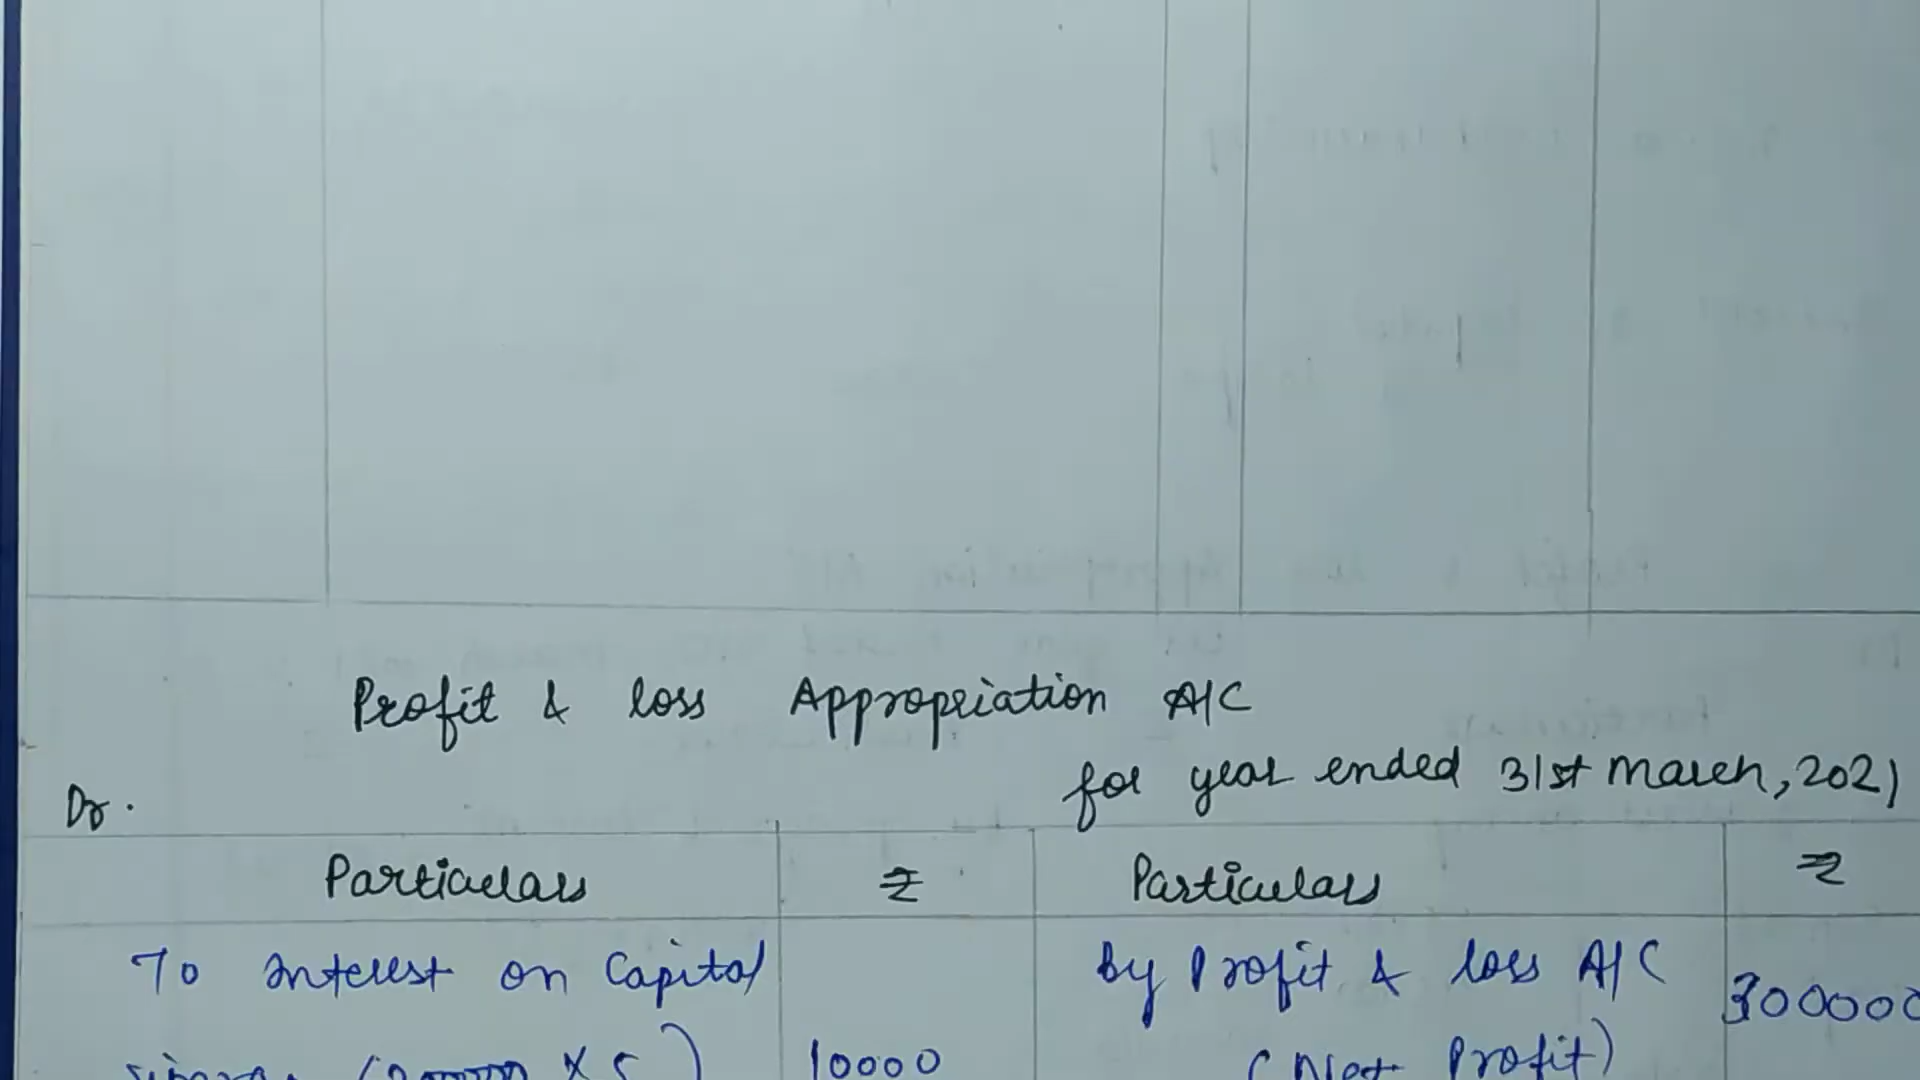 Profit & loss Appropriation A/C
for year ended 31st March, 2021
Dr.
Particulars ₹ Particulars ₹
To Interest on Capital By Profit & loss A/C 300000
10000 (Net Profit)